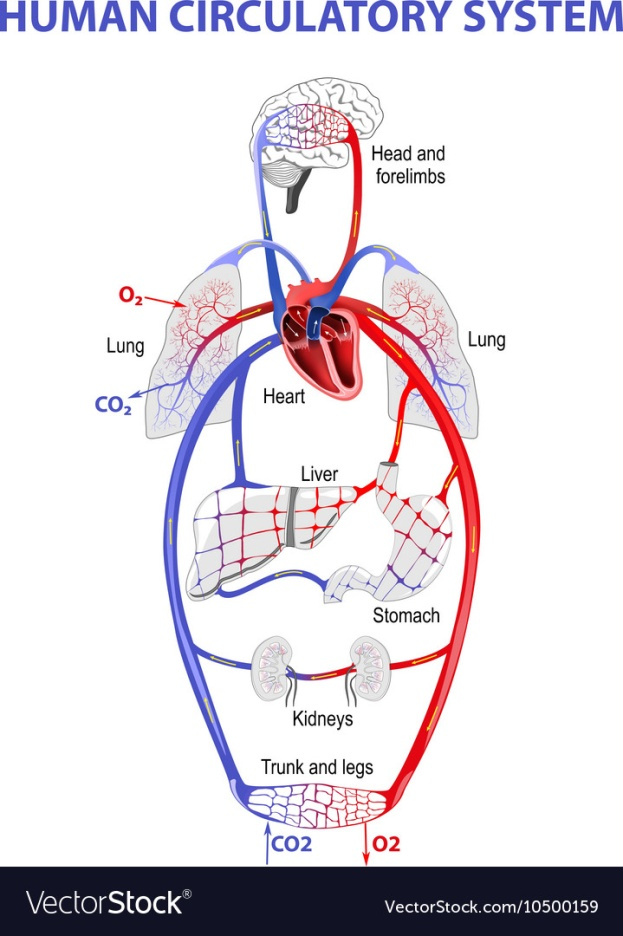 HUMAN CIRCULATORY SYSTEM
Head and
forelimbs
O₂
Lung
CO₂
Lung
Heart
Liver
Stomach
Kidneys
Trunk and legs
CO2
O2
VectorStock®
VectorStock.com/10500159